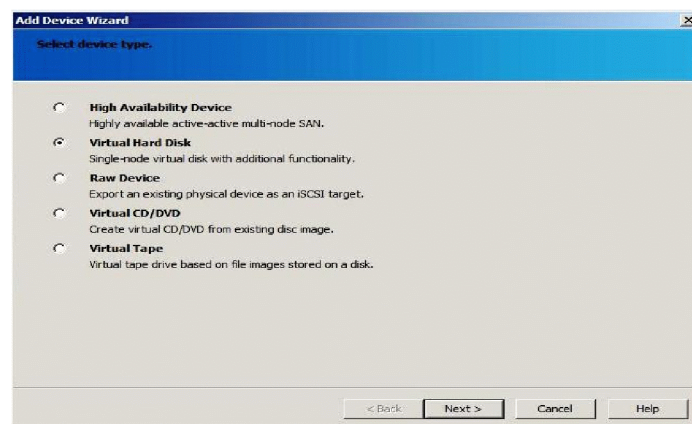 Add Device Wizard
Select device type.
High Availability Device
Highly available active-active multi-node SAN.
Virtual Hard Disk
Single-node virtual disk with additional functionality.
Raw Device
Export an existing physical device as an iSCSI target.
Virtual CD/DVD
Create virtual CD/DVD from existing disc image.
Virtual Tape
Virtual tape drive based on file images stored on a disk.
< Back Next > Cancel Help